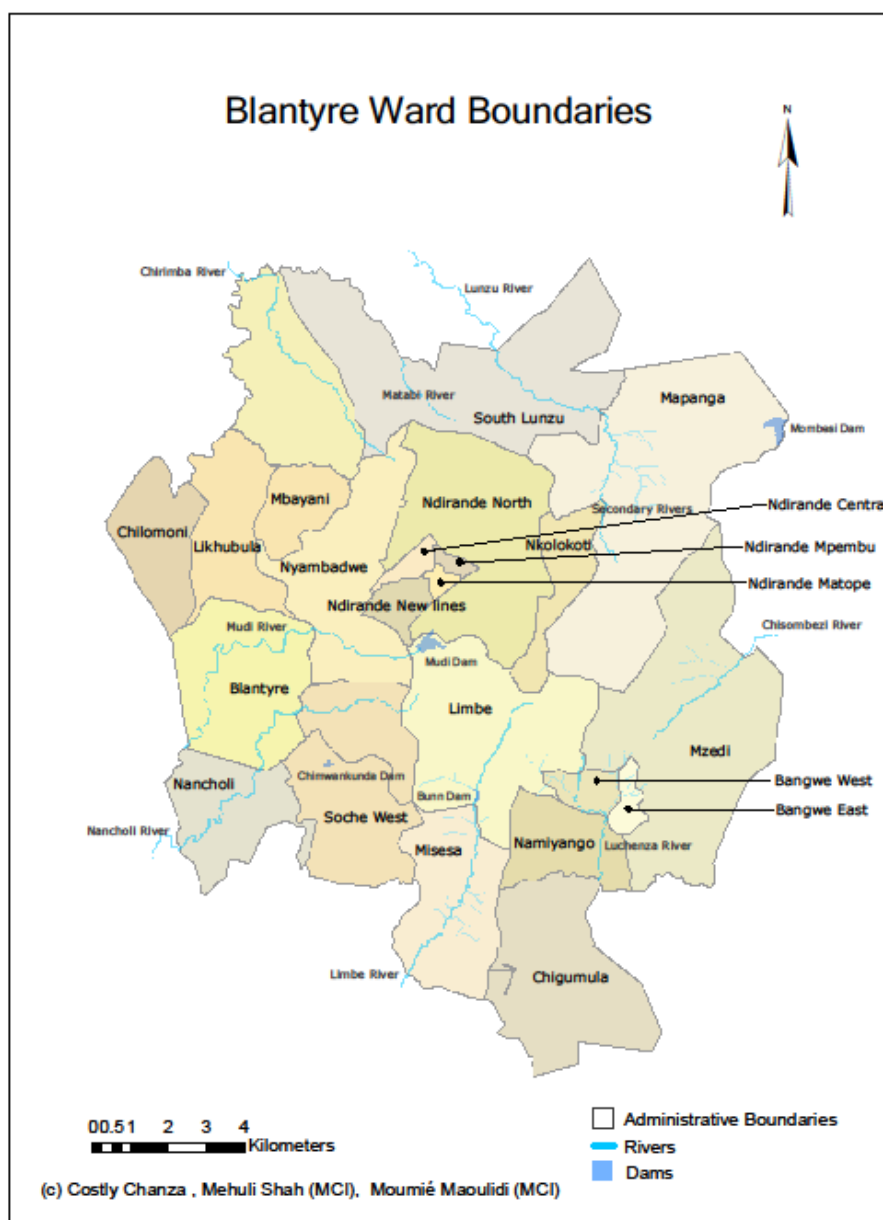 Blantyre Ward Boundaries
N
Chirimba River
Lunzu River
Matabi River
South Lunzu
Mapanga
Mombesi Dam
Mbayani
Ndirande North
Secondary Rivers
Ndirande Centra
Chilomoni
Likhubula
Nkolokoti
Ndirande Mpembu
Nyambadwe
Ndirande Matope
Ndirande New lines
Mudi River
Chisombezi River
Mudi Dam
Blantyre
Limbe
Mzedi
Nancholi
Chimwankunda Dam
Bangwe West
Bunn Dam
Bangwe East
Soche West
Nancholi River
Misesa
Namiyango
Luchenza River
Limbe River
Chigumula
00.51 2 3 4
Kilometers
Administrative Boundaries
Rivers
Dams
(c) Costly Chanza , Mehuli Shah (MCI), Moumié Maoulidi (MCI)